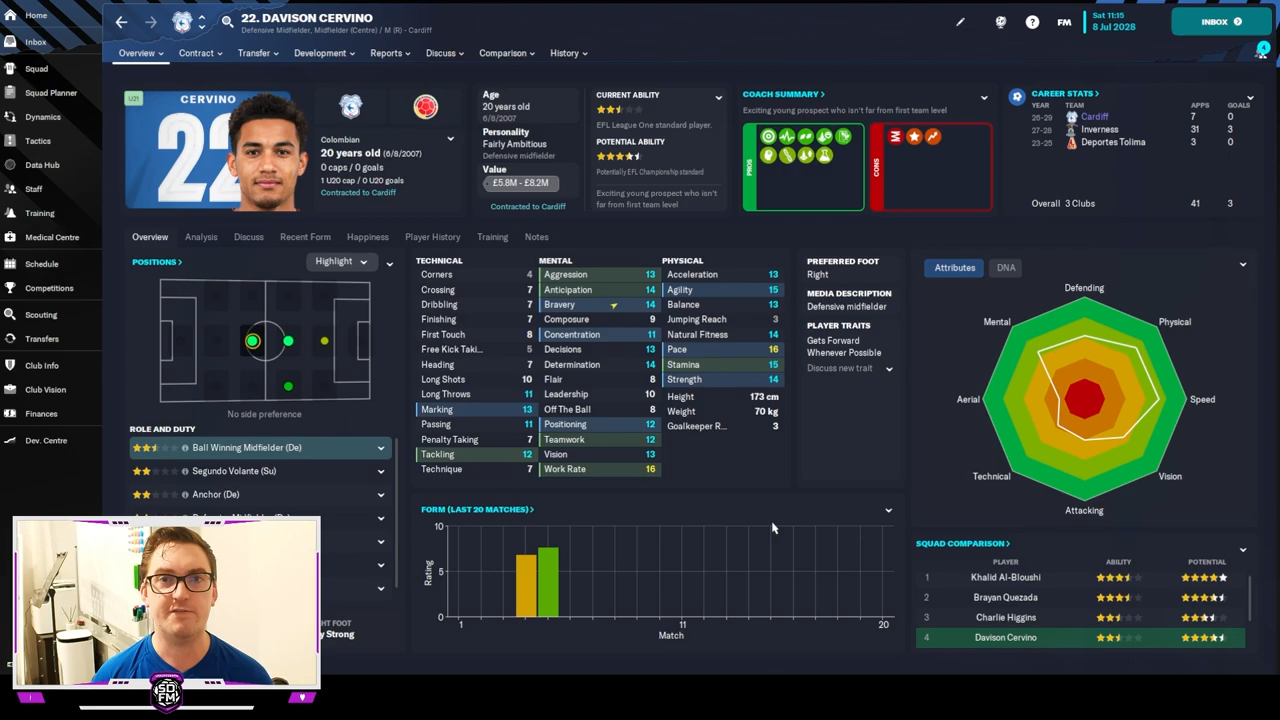 Home
Inbox
Squad
Squad Planner
Dynamics
Tactics
Data Hub
Staff
Training
Medical Centre
Schedule
Competitions
Scouting
Transfers
Club Info
Club Vision
Finances
Dev. Centre
22. DAVISON CERVINO
Defensive Midfielder, Midfielder (Centre) / M (R) - Cardiff
FM
Sat 11:15
8 Jul 2028
INBOX
4
Overview Contract Transfer Development Reports Discuss Comparison History
U21
CERVINO
22
Colombian
20 years old (6/8/2007)
0 caps / 0 goals
1 U20 cap / 0 U20 goals
Contracted to Cardiff
Age
20 years old
6/8/2007
Personality
Fairly Ambitious
Defensive midfielder
Value
£5.8M - £8.2M
Contracted to Cardiff
CURRENT ABILITY
EFL League One standard player.
POTENTIAL ABILITY
Potentially EFL Championship standard
Exciting young prospect who isn't far from first team level
COACH SUMMARY >
Exciting young prospect who isn't far from first team level
PROS
CONS
CAREER STATS >
YEAR TEAM APPS GOALS
26-29 Cardiff 7 0
27-28 Inverness 31 3
23-25 Deportes Tolima 3 0
Overall 3 Clubs 41 3
Overview Analysis Discuss Recent Form Happiness Player History Training Notes
POSITIONS >
Highlight
No side preference
ROLE AND DUTY
Ball Winning Midfielder (De)
Segundo Volante (Su)
Anchor (De)
TECHNICAL
Corners 4
Crossing 7
Dribbling 7
Finishing 7
First Touch 8
Free Kick Taki... 5
Heading 7
Long Shots 10
Long Throws 11
Marking 13
Passing 11
Penalty Taking 7
Tackling 12
Technique 7
MENTAL
Aggression 13
Anticipation 14
Bravery 14
Composure 9
Concentration 11
Decisions 13
Determination 14
Flair 8
Leadership 10
Off The Ball 8
Positioning 12
Teamwork 12
Vision 13
Work Rate 16
PHYSICAL
Acceleration 13
Agility 15
Balance 13
Jumping Reach 3
Natural Fitness 14
Pace 16
Stamina 15
Strength 14
Height 173 cm
Weight 70 kg
Goalkeeper R... 3
PREFERRED FOOT
Right
MEDIA DESCRIPTION
Defensive midfielder
PLAYER TRAITS
Gets Forward
Whenever Possible
Discuss new trait
Attributes DNA
Defending
Physical
Speed
Vision
Attacking
Technical
Aerial
Mental
FORM (LAST 20 MATCHES) >
Rating
10
5
0
1 11 20
Match
SQUAD COMPARISON >
PLAYER ABILITY POTENTIAL
1 Khalid Al-Bloushi
2 Brayan Quezada
3 Charlie Higgins
4 Davison Cervino
SD
FM